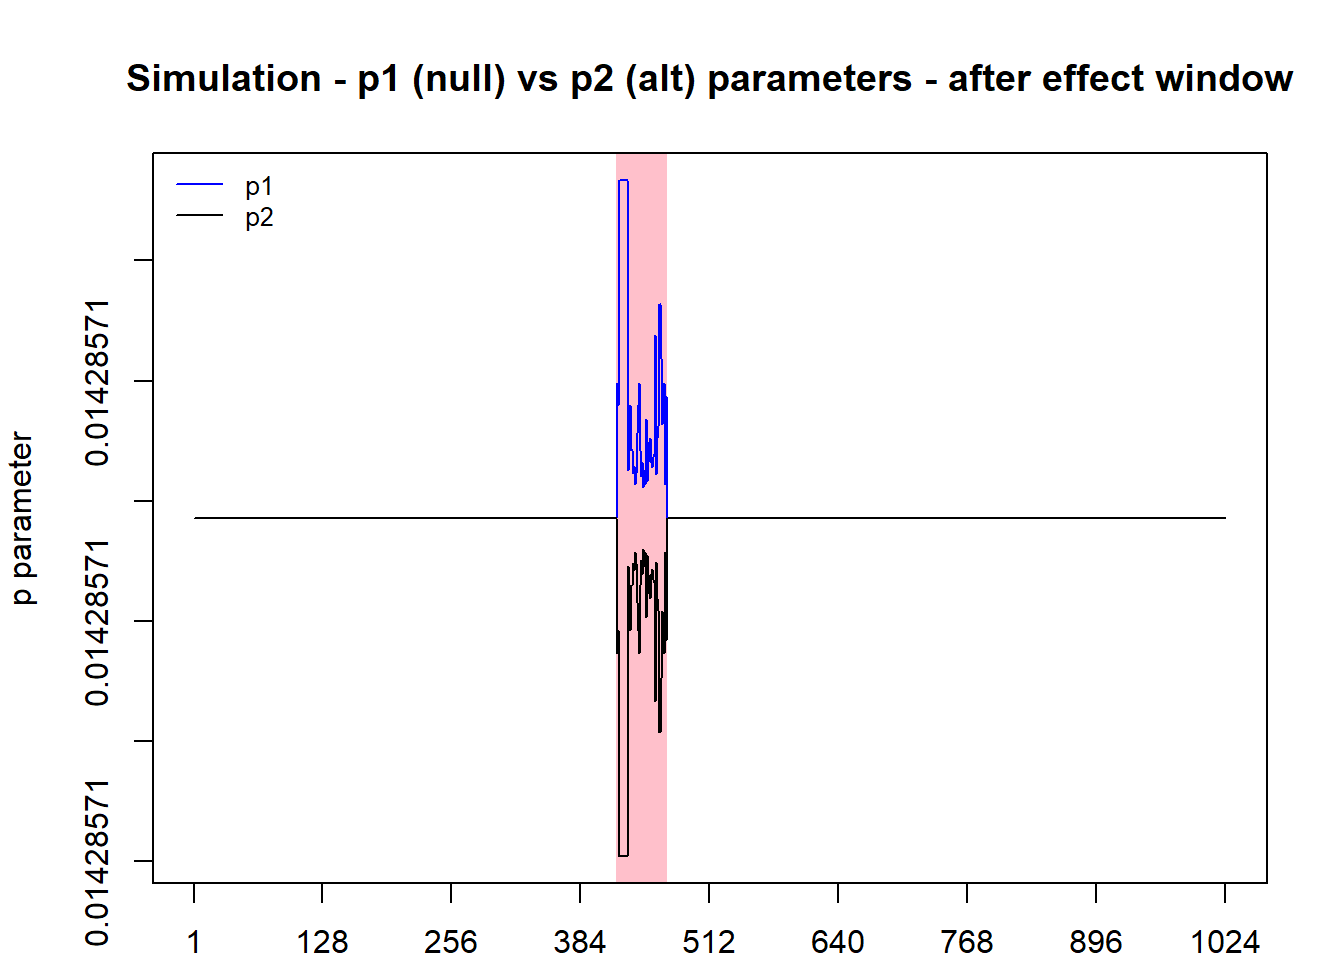 Simulation - p1 (null) vs p2 (alt) parameters - after effect window
p1
p2
p parameter
0.01428571
0.01428571
0.01428571
1 128 256 384 512 640 768 896 1024